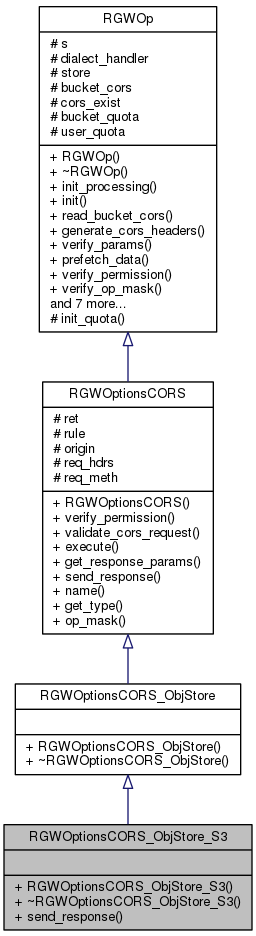 RGWOp
# s
# dialect_handler
# store
# bucket_cors
# cors_exist
# bucket_quota
# user_quota
+ RGWOp()
+ ~RGWOp()
+ init_processing()
+ init()
+ read_bucket_cors()
+ generate_cors_headers()
+ verify_params()
+ prefetch_data()
+ verify_permission()
+ verify_op_mask()
and 7 more...
# init_quota()
RGWOptionsCORS
# ret
# rule
# origin
# req_hdrs
# req_meth
+ RGWOptionsCORS()
+ verify_permission()
+ validate_cors_request()
+ execute()
+ get_response_params()
+ send_response()
+ name()
+ get_type()
+ op_mask()
RGWOptionsCORS_ObjStore
+ RGWOptionsCORS_ObjStore()
+ ~RGWOptionsCORS_ObjStore()
RGWOptionsCORS_ObjStore_S3
+ RGWOptionsCORS_ObjStore_S3()
+ ~RGWOptionsCORS_ObjStore_S3()
+ send_response()